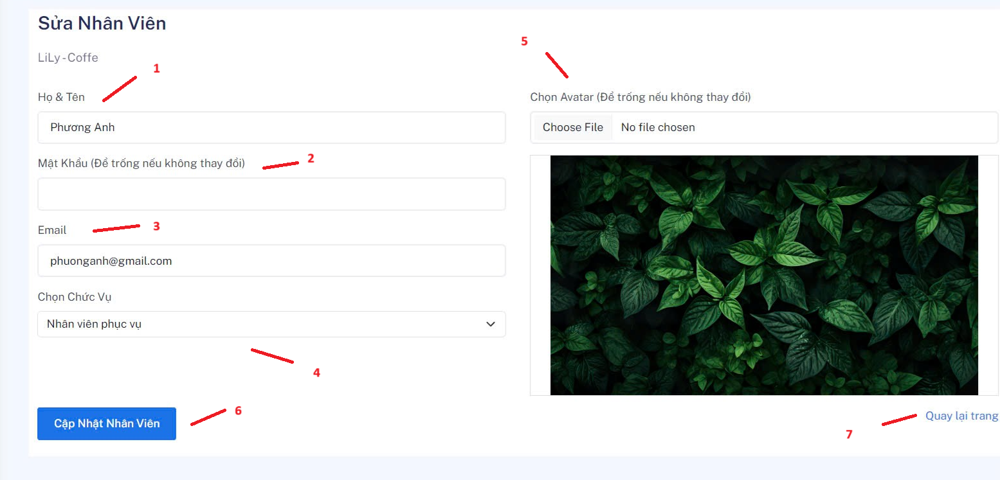 Sửa Nhân Viên
LiLy - Coffe
1
Họ & Tên
Phương Anh
Mật Khẩu (Để trống nếu không thay đổi)
2
Email
3
phuonganh@gmail.com
Chọn Chức Vụ
Nhân viên phục vụ
4
5
Chọn Avatar (Để trống nếu không thay đổi)
Choose File No file chosen
Cập Nhật Nhân Viên
6
Quay lại trang
7